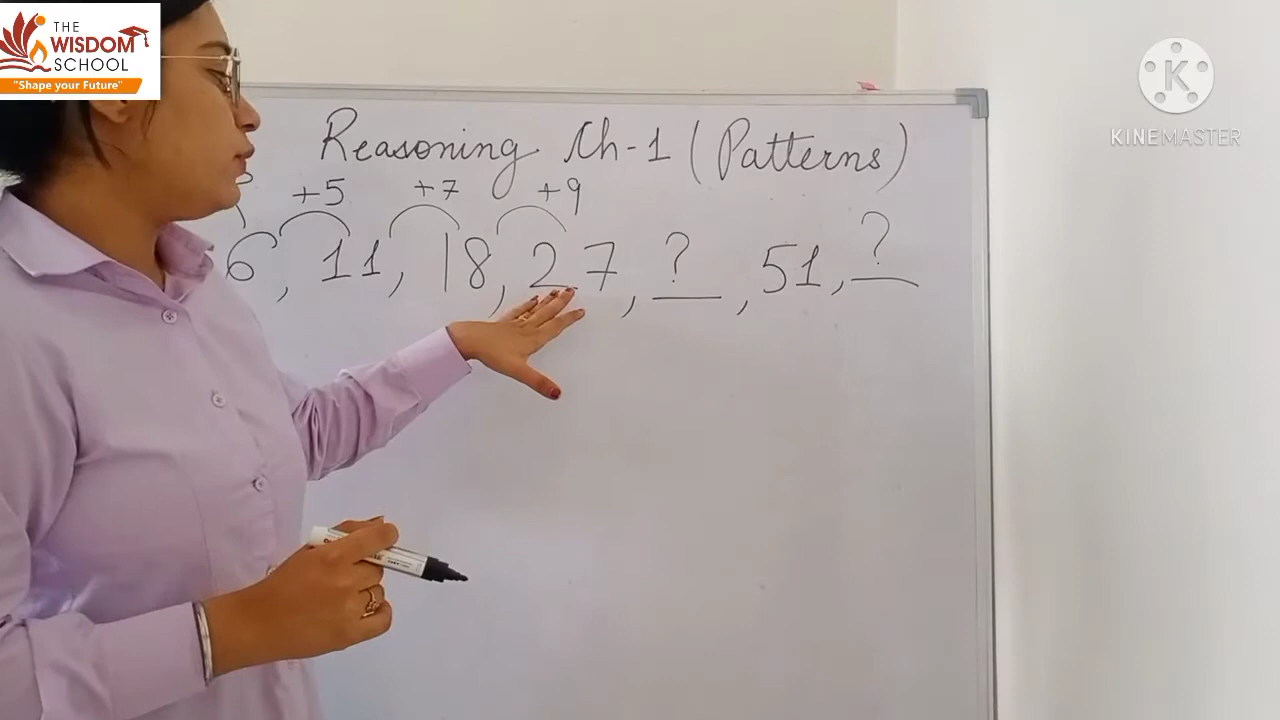 THE
WISDOM
SCHOOL
"Shape your Future"
K
KINEMASTER
Reasoning Ch-1 (Patterns)
+5 +7 +9
6, 11, 18, 27, ?, 51, ?